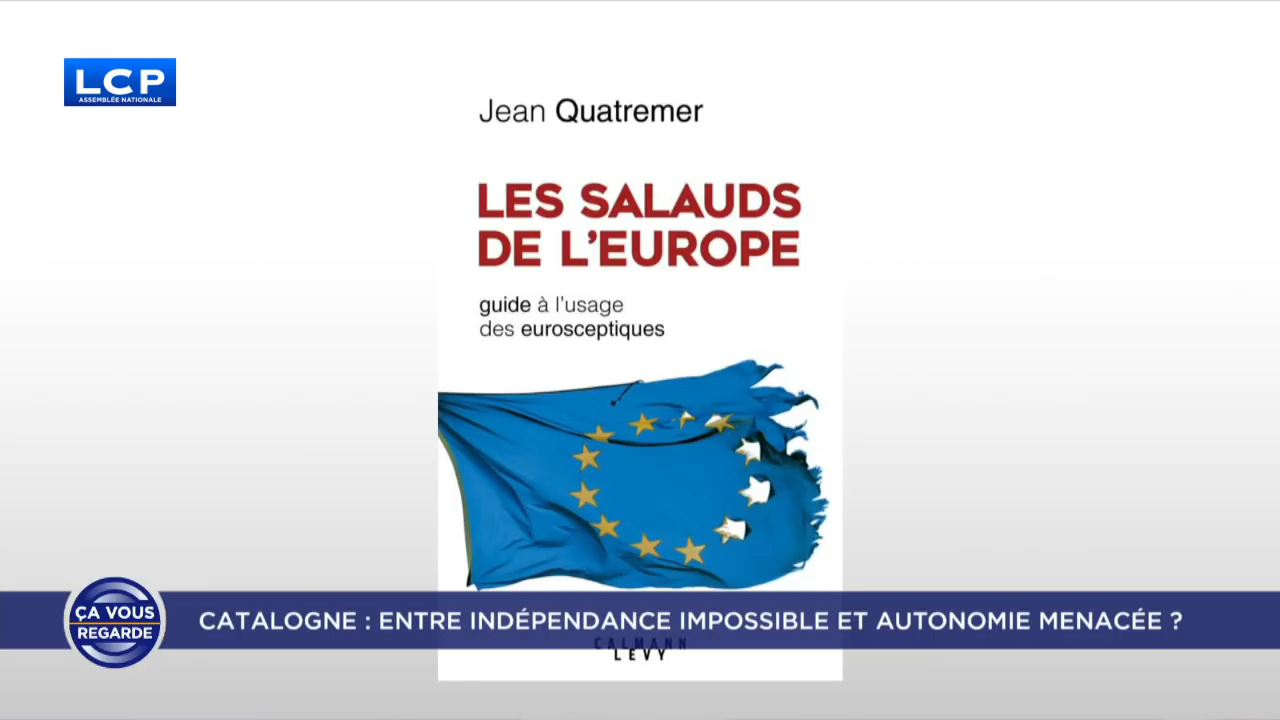 LCP
ASSEMBLÉE NATIONALE
Jean Quatremer
LES SALAUDS
DE L'EUROPE
guide à l'usage
des eurosceptiques
ÇA VOUS
REGARDE
CATALOGNE : ENTRE INDÉPENDANCE IMPOSSIBLE ET AUTONOMIE MENACÉE ?
CALMANN
LEVY